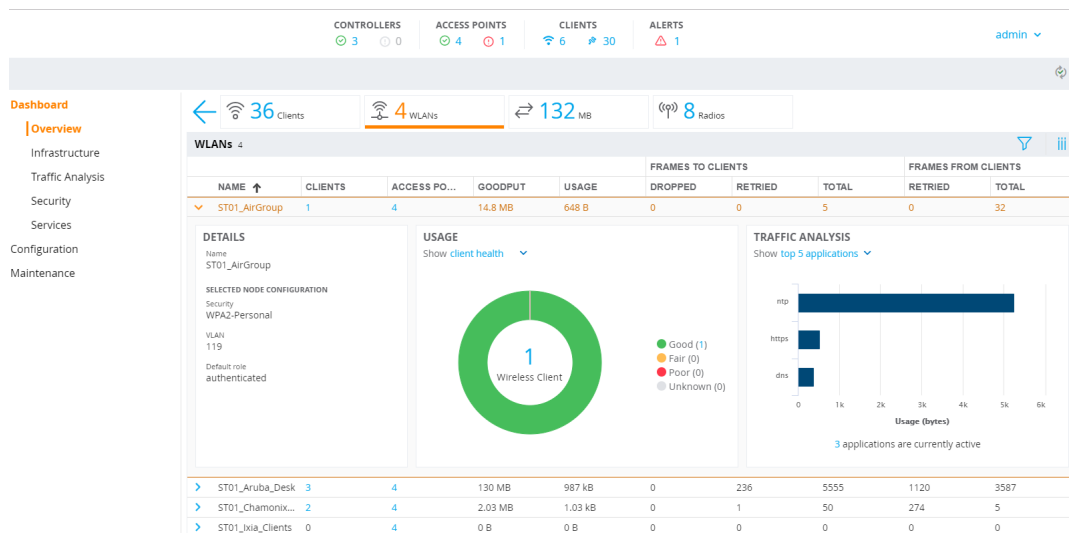 CONTROLLERS ACCESS POINTS CLIENTS ALERTS
3 0 4 1 6 30 1 admin
Dashboard
Overview
Infrastructure
Traffic Analysis
Security
Services
Configuration
Maintenance
36 Clients 4 WLANs 132 MB 8 Radios
WLANs 4
FRAMES TO CLIENTS FRAMES FROM CLIENTS
NAME CLIENTS ACCESS PO... GOODPUT USAGE DROPPED RETRIED TOTAL RETRIED TOTAL
ST01_AirGroup 1 4 14.8 MB 648 B 0 0 5 0 32
DETAILS
Name
ST01_AirGroup
SELECTED NODE CONFIGURATION
Security
WPA2-Personal
VLAN
119
Default role
authenticated
USAGE
Show client health
1
Wireless Client
Good (1)
Fair (0)
Poor (0)
Unknown (0)
TRAFFIC ANALYSIS
Show top 5 applications
ntp
https
dns
0 1k 2k 3k 4k 5k 6k
Usage (bytes)
3 applications are currently active
ST01_Aruba_Desk 3 4 130 MB 987 kB 0 236 5555 1120 3587
ST01_Chamonix... 2 4 2.03 MB 1.03 kB 0 1 50 274 5
ST01_Ixia_Clients 0 4 0 B 0 B 0 0 0 0 0